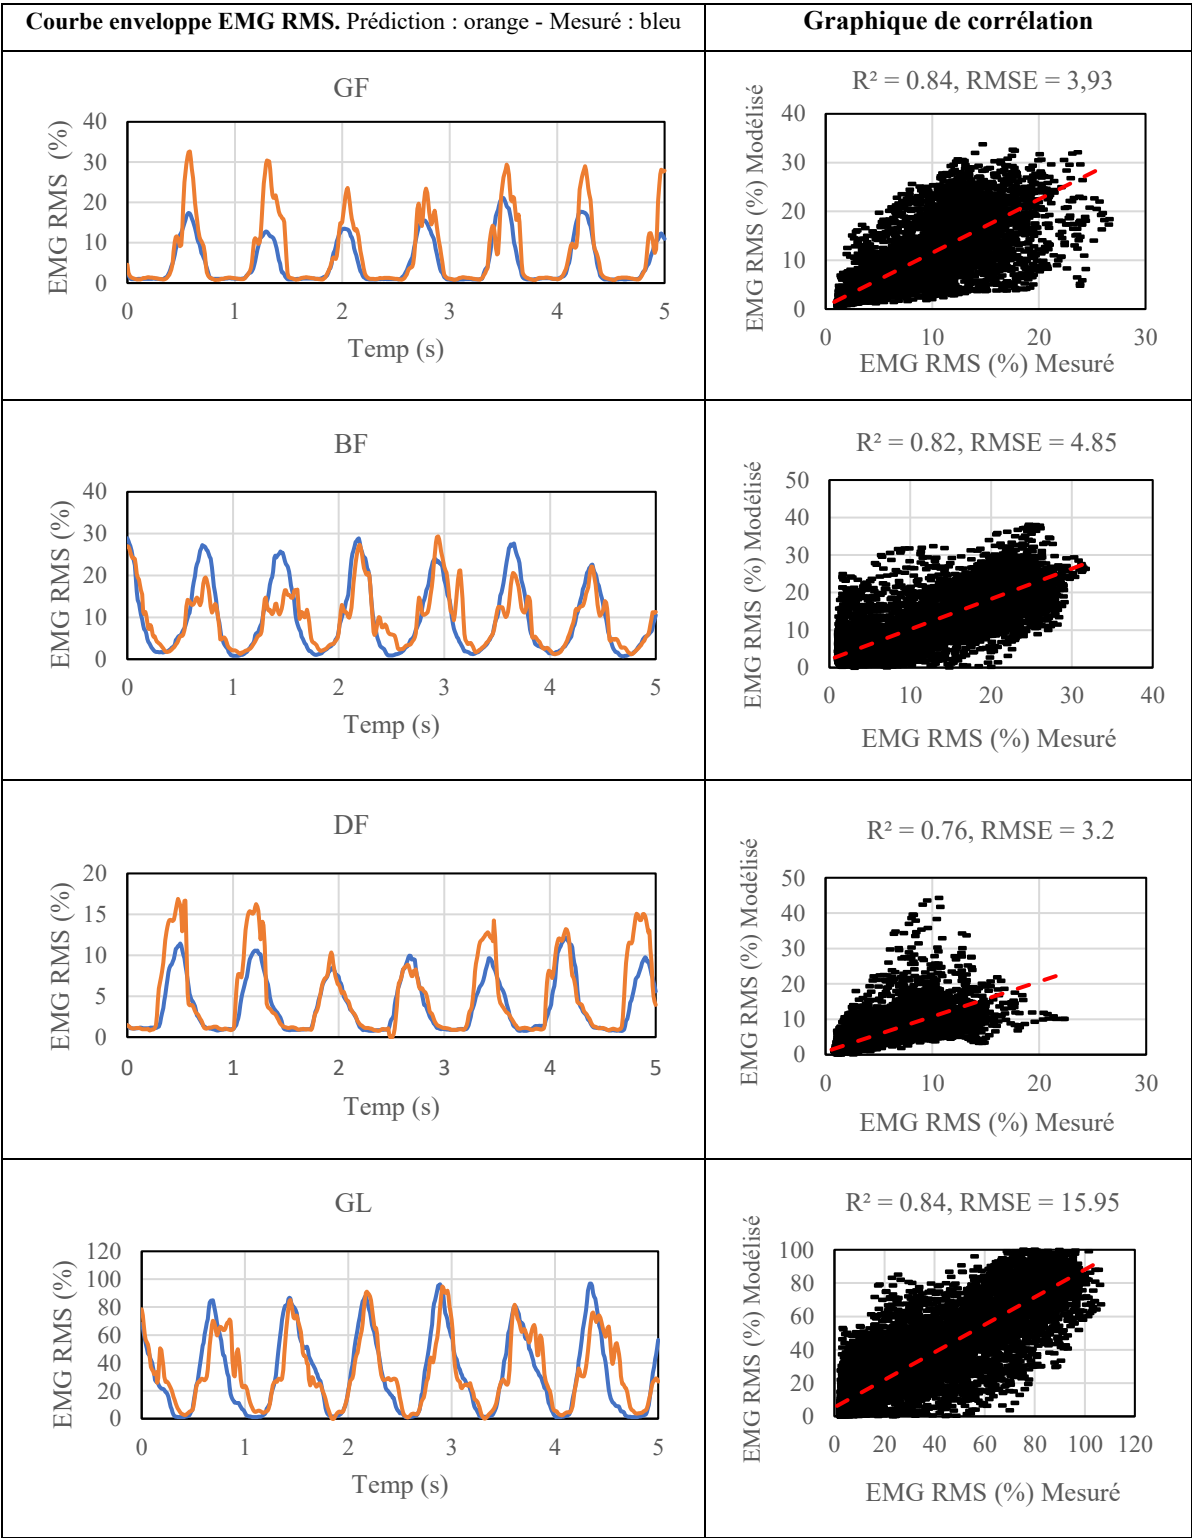 Courbe enveloppe EMG RMS. Prédiction : orange - Mesuré : bleu
Graphique de corrélation
GF
EMG RMS (%)
40
30
20
10
0
0 1 2 3 4 5
Temp (s)
R² = 0.84, RMSE = 3,93
EMG RMS (%) Modélisé
40
30
20
10
0
0 10 20 30
EMG RMS (%) Mesuré
BF
EMG RMS (%)
40
30
20
10
0
0 1 2 3 4 5
Temp (s)
R² = 0.82, RMSE = 4.85
EMG RMS (%) Modélisé
50
40
30
20
10
0
0 10 20 30 40
EMG RMS (%) Mesuré
DF
EMG RMS (%)
20
15
10
5
0
0 1 2 3 4 5
Temp (s)
R² = 0.76, RMSE = 3.2
EMG RMS (%) Modélisé
50
40
30
20
10
0
0 10 20 30
EMG RMS (%) Mesuré
GL
EMG RMS (%)
120
100
80
60
40
20
0
0 1 2 3 4 5
Temp (s)
R² = 0.84, RMSE = 15.95
EMG RMS (%) Modélisé
100
80
60
40
20
0
0 20 40 60 80 100 120
EMG RMS (%) Mesuré